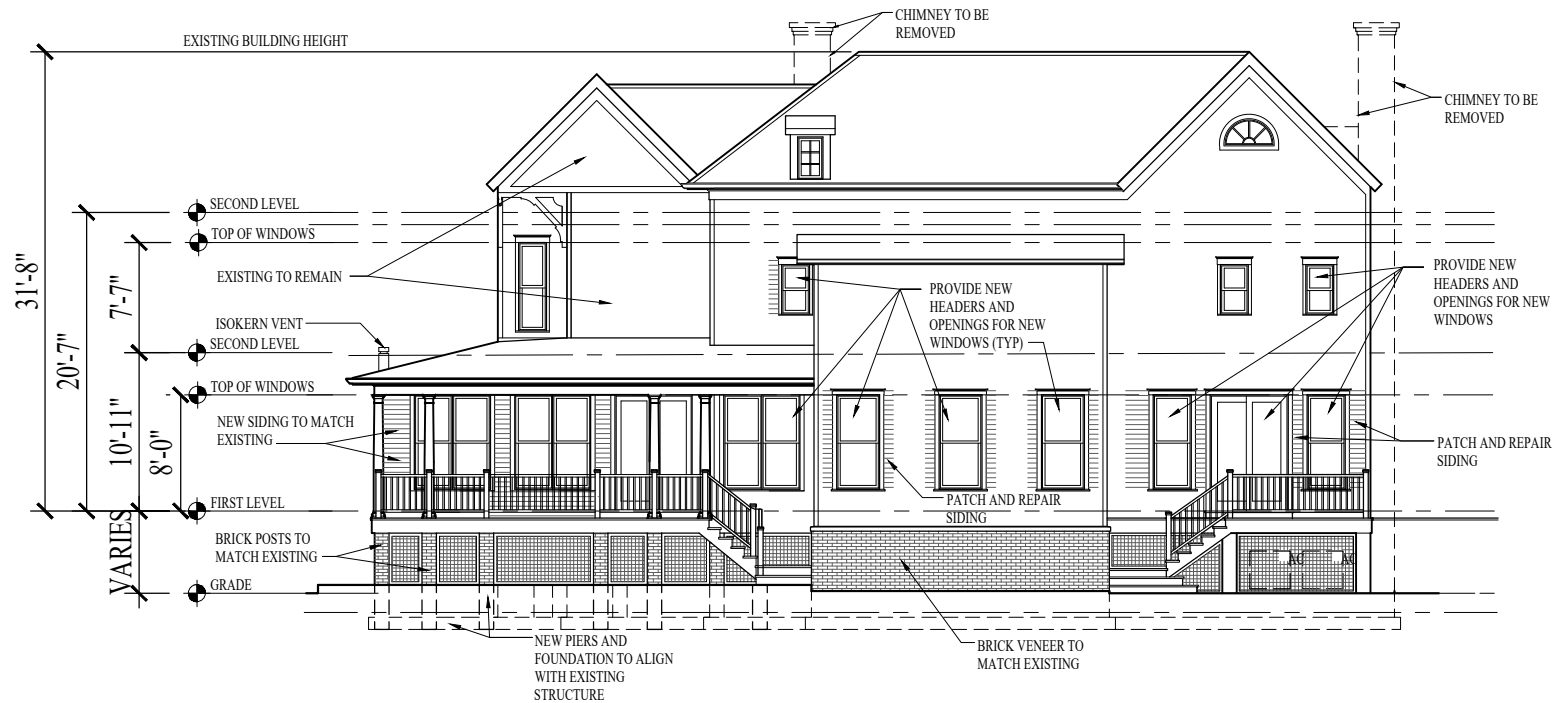 CHIMNEY TO BE
REMOVED
EXISTING BUILDING HEIGHT
CHIMNEY TO BE
REMOVED
SECOND LEVEL
TOP OF WINDOWS
31'-8"
20'-7"
7'-7"
EXISTING TO REMAIN
PROVIDE NEW
HEADERS AND
OPENINGS FOR NEW
WINDOWS
PROVIDE NEW
HEADERS AND
OPENINGS FOR NEW
WINDOWS (TYP)
ISOKERN VENT
SECOND LEVEL
TOP OF WINDOWS
10'-11"
8'-0"
NEW SIDING TO MATCH
EXISTING
PATCH AND REPAIR
SIDING
PATCH AND REPAIR
SIDING
FIRST LEVEL
VARIES
BRICK POSTS TO
MATCH EXISTING
AC
AC
GRADE
NEW PIERS AND
FOUNDATION TO ALIGN
WITH EXISTING
STRUCTURE
BRICK VENEER TO
MATCH EXISTING